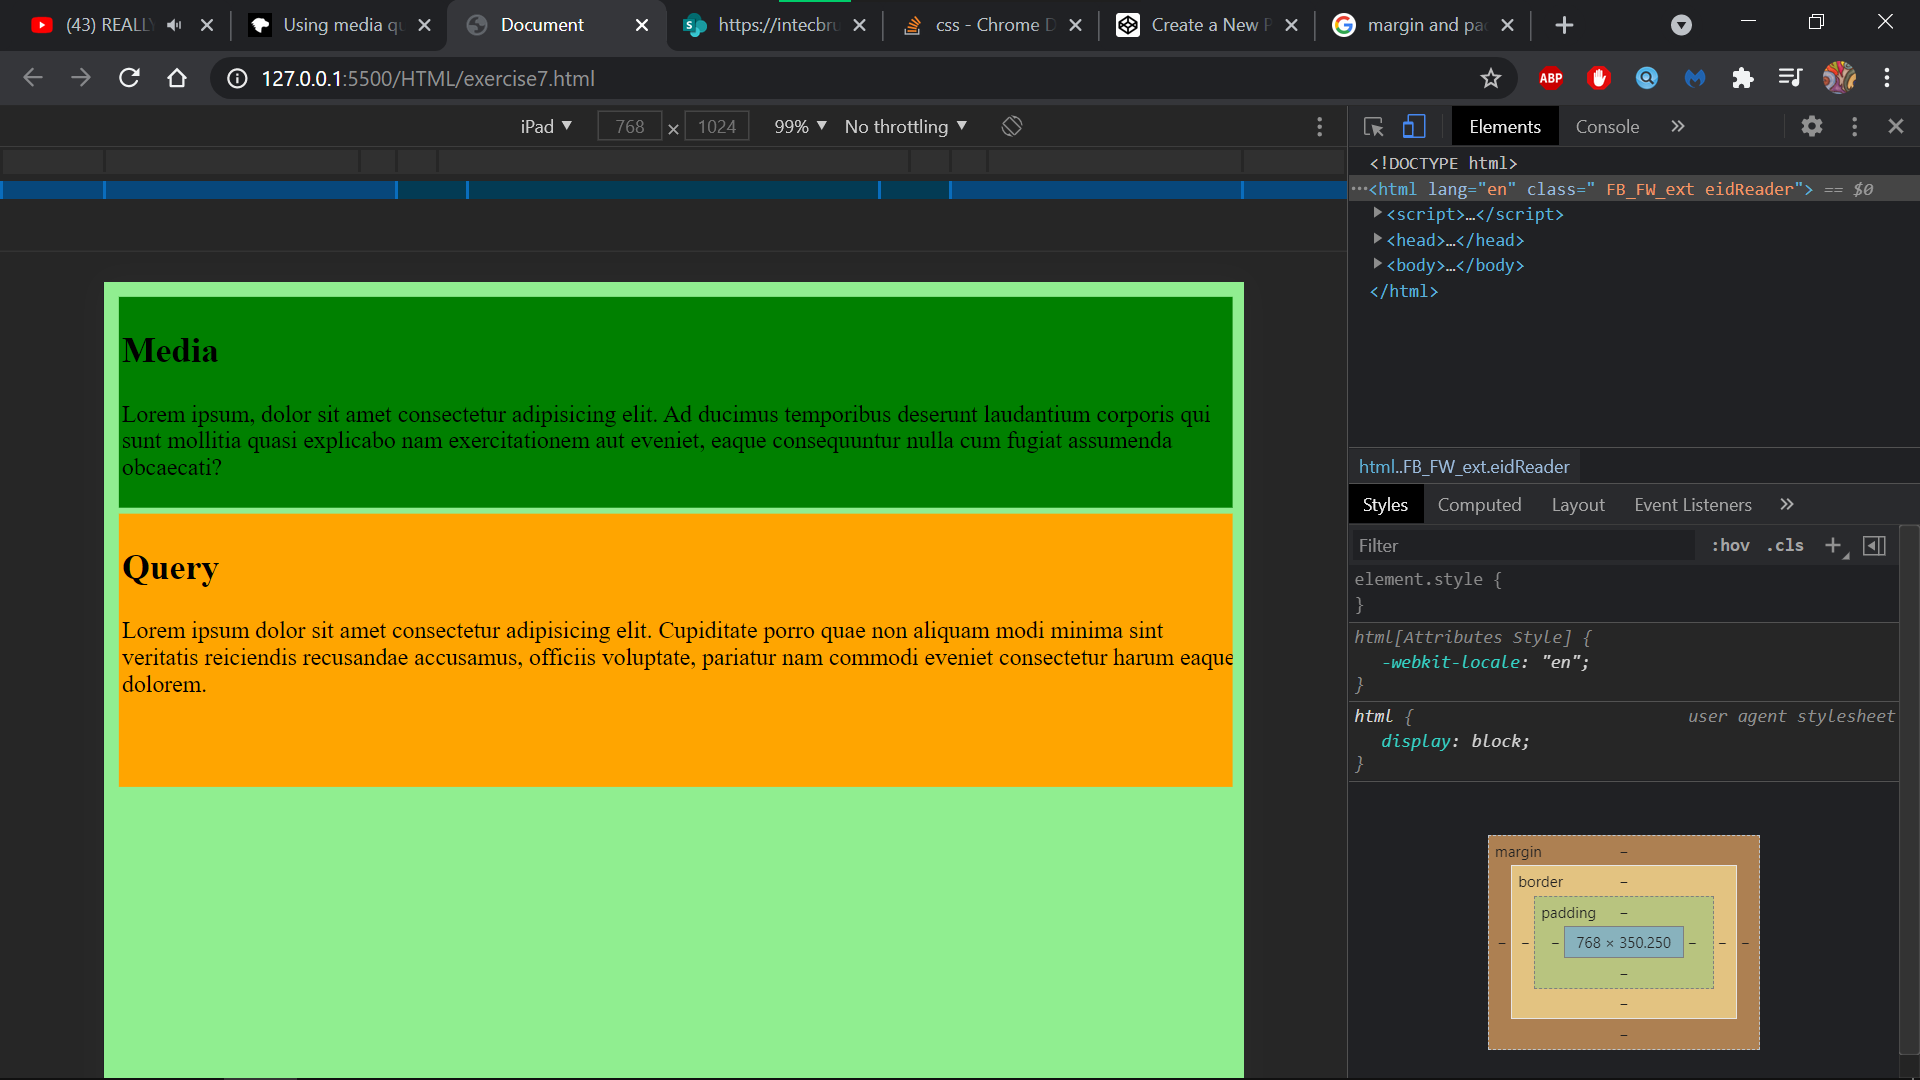 (43) REALLY
Using media qu
Document
https://intecbru
css - Chrome D
Create a New P
margin and pad
127.0.0.1:5500/HTML/exercise7.html
ABP
iPad ▼ 768 × 1024 99% ▼ No throttling ▼
Elements Console »
<!DOCTYPE html>
⋯<html lang="en" class=" FB_FW_ext eidReader"> == $0
▶<script>…</script>
▶<head>…</head>
▶<body>…</body>
</html>
html..FB_FW_ext.eidReader
Styles Computed Layout Event Listeners »
Filter :hov .cls +
element.style {
}
html[Attributes Style] {
-webkit-locale: "en";
}
html { user agent stylesheet
display: block;
}
margin –
border –
padding –
– – – 768 × 350.250 – – –
–
–
–
Media
Lorem ipsum, dolor sit amet consectetur adipisicing elit. Ad ducimus temporibus deserunt laudantium corporis qui
sunt mollitia quasi explicabo nam exercitationem aut eveniet, eaque consequuntur nulla cum fugiat assumenda
obcaecati?
Query
Lorem ipsum dolor sit amet consectetur adipisicing elit. Cupiditate porro quae non aliquam modi minima sint
veritatis reiciendis recusandae accusamus, officiis voluptate, pariatur nam commodi eveniet consectetur harum eaque
dolorem.